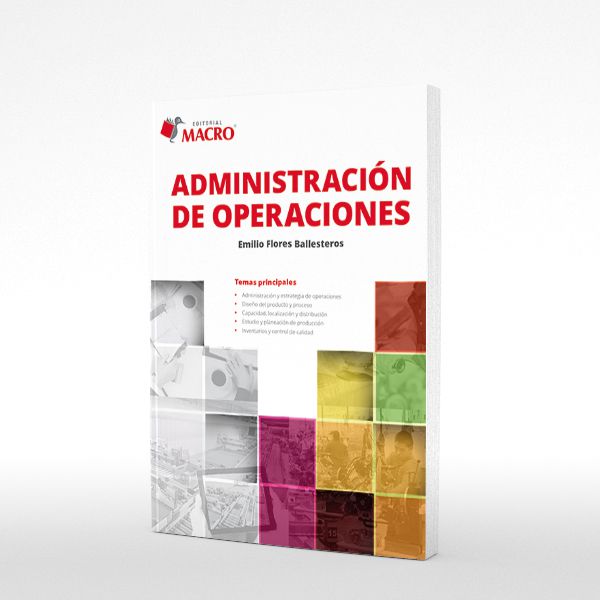 EDITORIAL
MACRO
ADMINISTRACIÓN
DE OPERACIONES
Emilio Flores Ballesteros
Temas principales
• Administración y estrategia de operaciones
• Diseño del producto y proceso
• Capacidad, localización y distribución
• Estudio y planeación de producción
• Inventarios y control de calidad